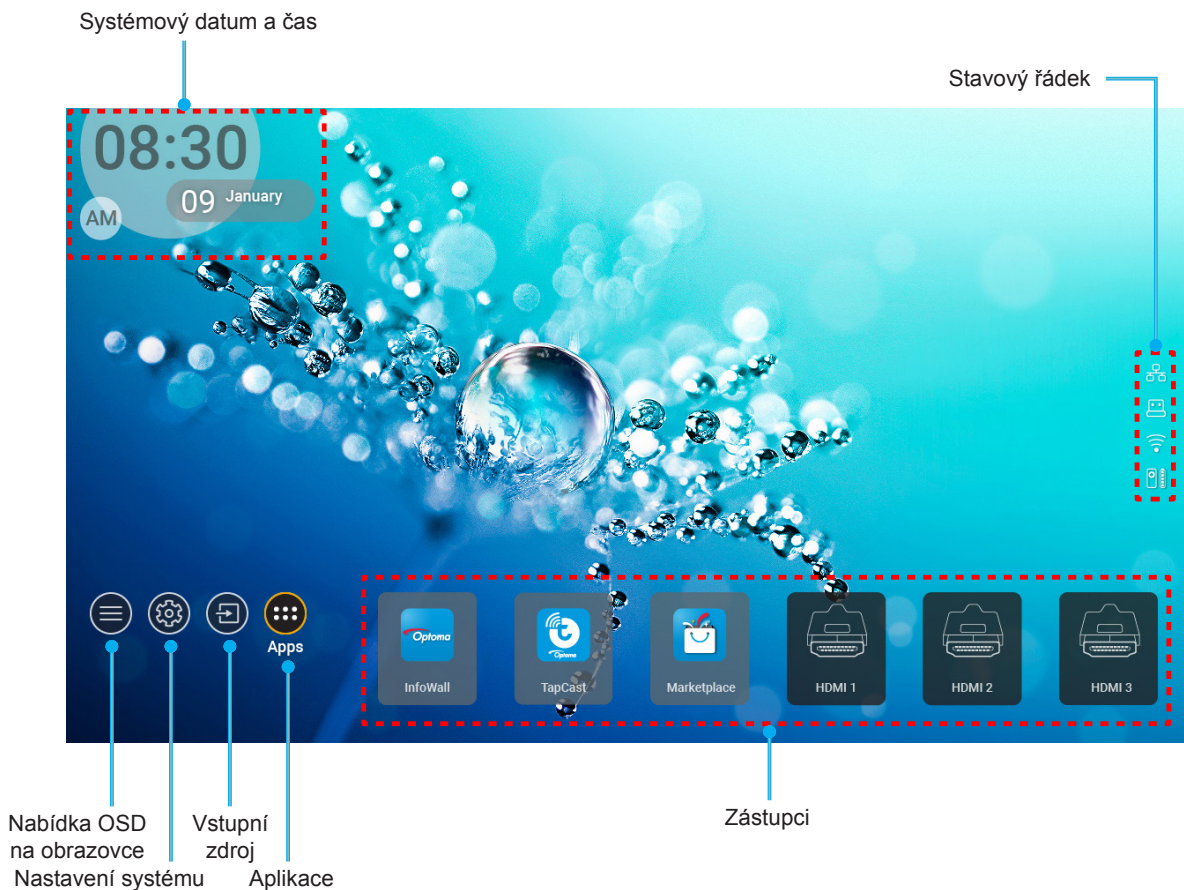 Systémový datum a čas
Stavový řádek
08:30
09 January
AM
Apps
Optoma
Optoma
InfoWall
TapCast
Marketplace
HDMI 1
HDMI 2
HDMI 3
Nabídka OSD
na obrazovce
Vstupní
zdroj
Zástupci
Nastavení systému
Aplikace